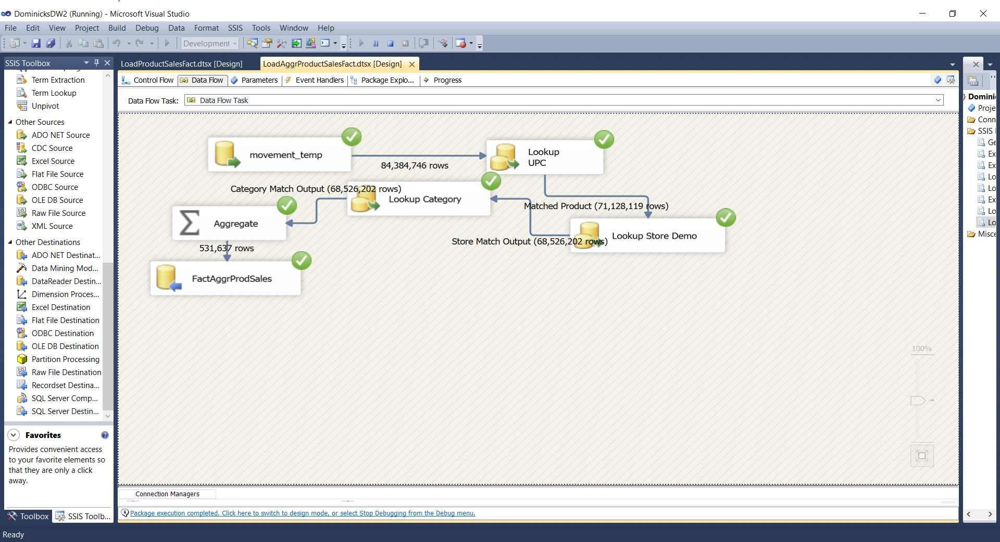 DominicksDW2 (Running) - Microsoft Visual Studio
File Edit View Project Build Debug Data Format SSIS Tools Window Help
Development
SSIS Toolbox
LoadProductSalesFact.dtsx [Design]
LoadAggrProductSalesFact.dtsx [Design]
Control Flow
Data Flow
Parameters
Event Handlers
Package Explo...
Progress
Data Flow Task:
Data Flow Task
Term Extraction
Term Lookup
Unpivot
Other Sources
ADO NET Source
CDC Source
Excel Source
Flat File Source
ODBC Source
OLE DB Source
Raw File Source
XML Source
Other Destinations
ADO NET Destinat...
Data Mining Mod...
DataReader Destin...
Dimension Proces...
Excel Destination
Flat File Destination
ODBC Destination
OLE DB Destination
Partition Processing
Raw File Destination
Recordset Destina...
SQL Server Comp...
SQL Server Destin...
Favorites
Provides convenient access
to your favorite elements so
that they are only a click
away.
Toolbox
SSIS Toolb...
movement_temp
84,384,746 rows
Lookup
UPC
Category Match Output (68,526,202 rows)
Lookup Category
Matched Product (71,128,119 rows)
Aggregate
Lookup Store Demo
Store Match Output (68,526,202 rows)
531,637 rows
FactAggrProdSales
100%
Connection Managers
Package execution completed. Click here to switch to design mode, or select Stop Debugging from the Debug menu.
Dominic
Proje
Conn
SSIS
Ge
Ex
Ex
Lo
Lo
Ex
Lo
Lo
Misce
Ready